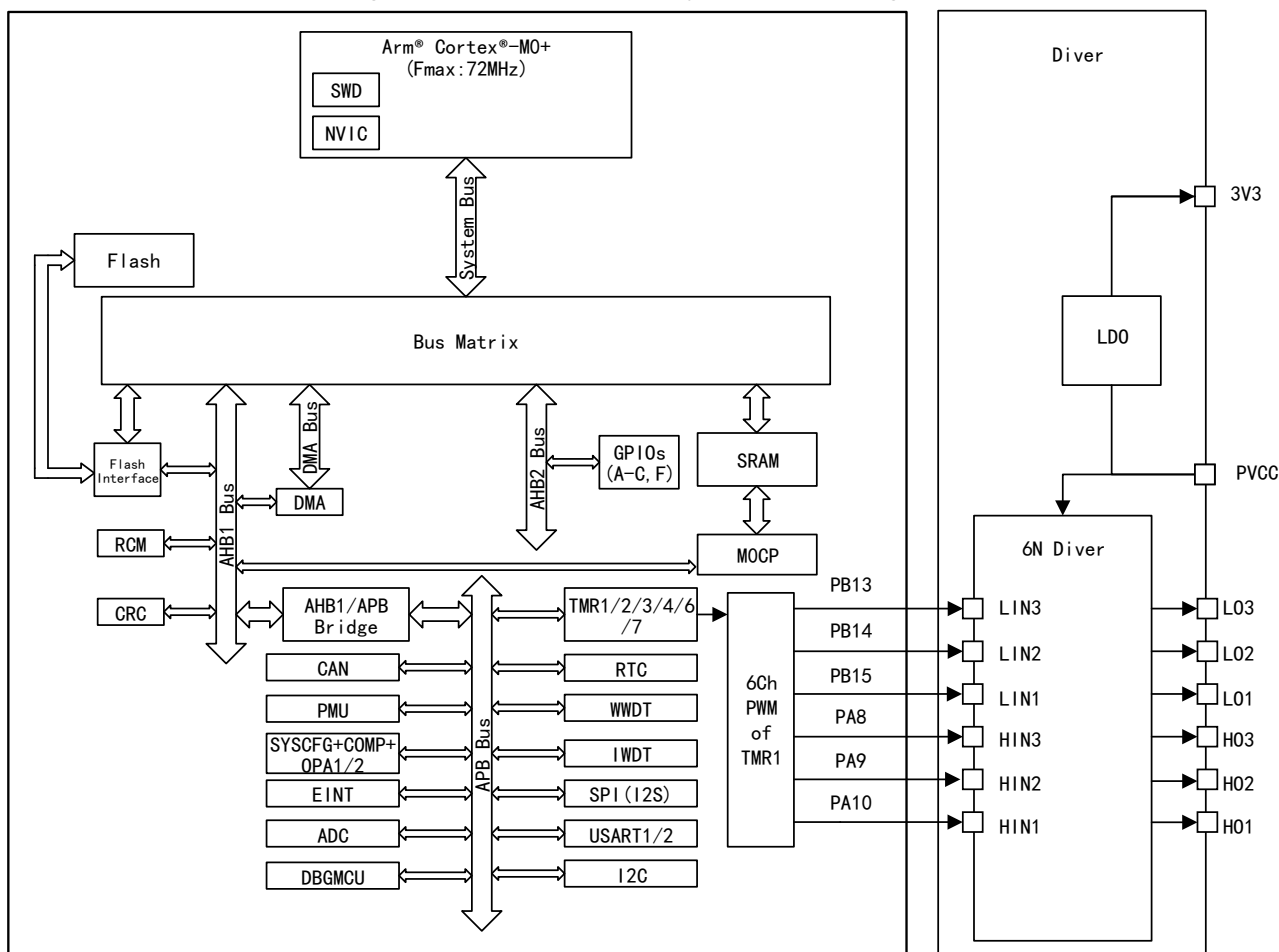 Arm® Cortex®-M0+
(Fmax:72MHz)
SWD
NVIC
System Bus
Flash
Bus Matrix
Flash
Interface
AHB1 Bus
DMA Bus
DMA
AHB2 Bus
GPIOs
(A-C,F)
SRAM
MOCP
RCM
CRC
AHB1/APB
Bridge
APB Bus
TMR1/2/3/4/6
/7
CAN
RTC
PMU
WWDT
SYSCFG+COMP+
OPA1/2
IWDT
EINT
SPI(I2S)
ADC
USART1/2
DBGMCU
I2C
6Ch
PWM
of
TMR1
PB13
PB14
PB15
PA8
PA9
PA10
Diver
3V3
LDO
PVCC
6N Diver
LIN3
LO3
LIN2
LO2
LIN1
LO1
HIN3
HO3
HIN2
HO2
HIN1
HO1